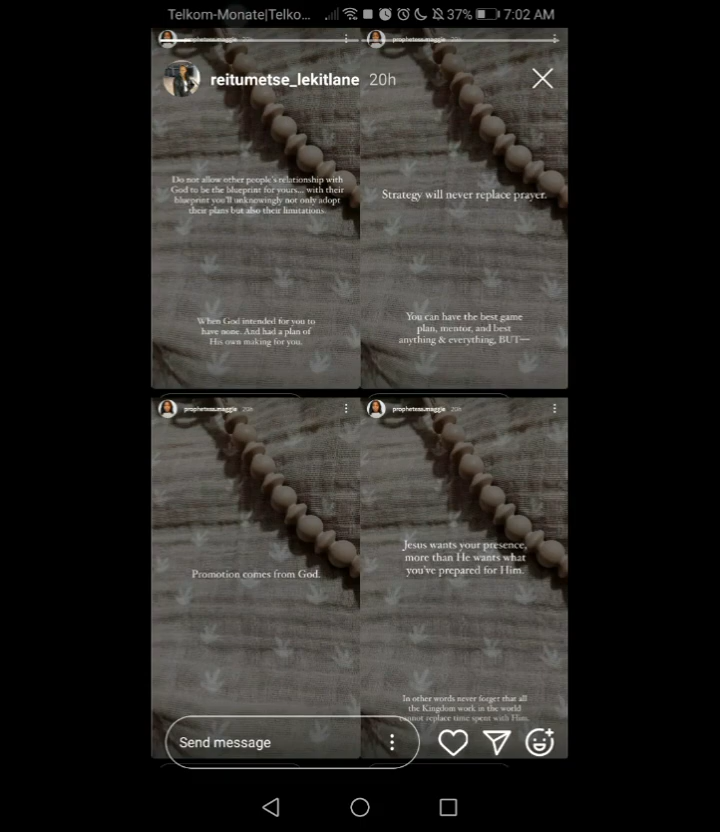 Telkom-Monate|Telko... 37% 7:02 AM
prophetess.maggie 20h
prophetess.maggie 20h
reitumetse_lekitlane 20h
Do not allow other people's relationship with
God to be the blueprint for yours... with their
blueprint you'll unknowingly not only adopt
their plans but also their limitations.
When God intended for you to
have none. And had a plan of
His own making for you.
Strategy will never replace prayer.
You can have the best game
plan, mentor, and best
anything & everything, BUT—
prophetess.maggie 20h
Promotion comes from God.
prophetess.maggie 20h
Jesus wants your presence,
more than He wants what
you've prepared for Him.
In other words never forget that all
the Kingdom work in the world
cannot replace time spent with Him.
Send message